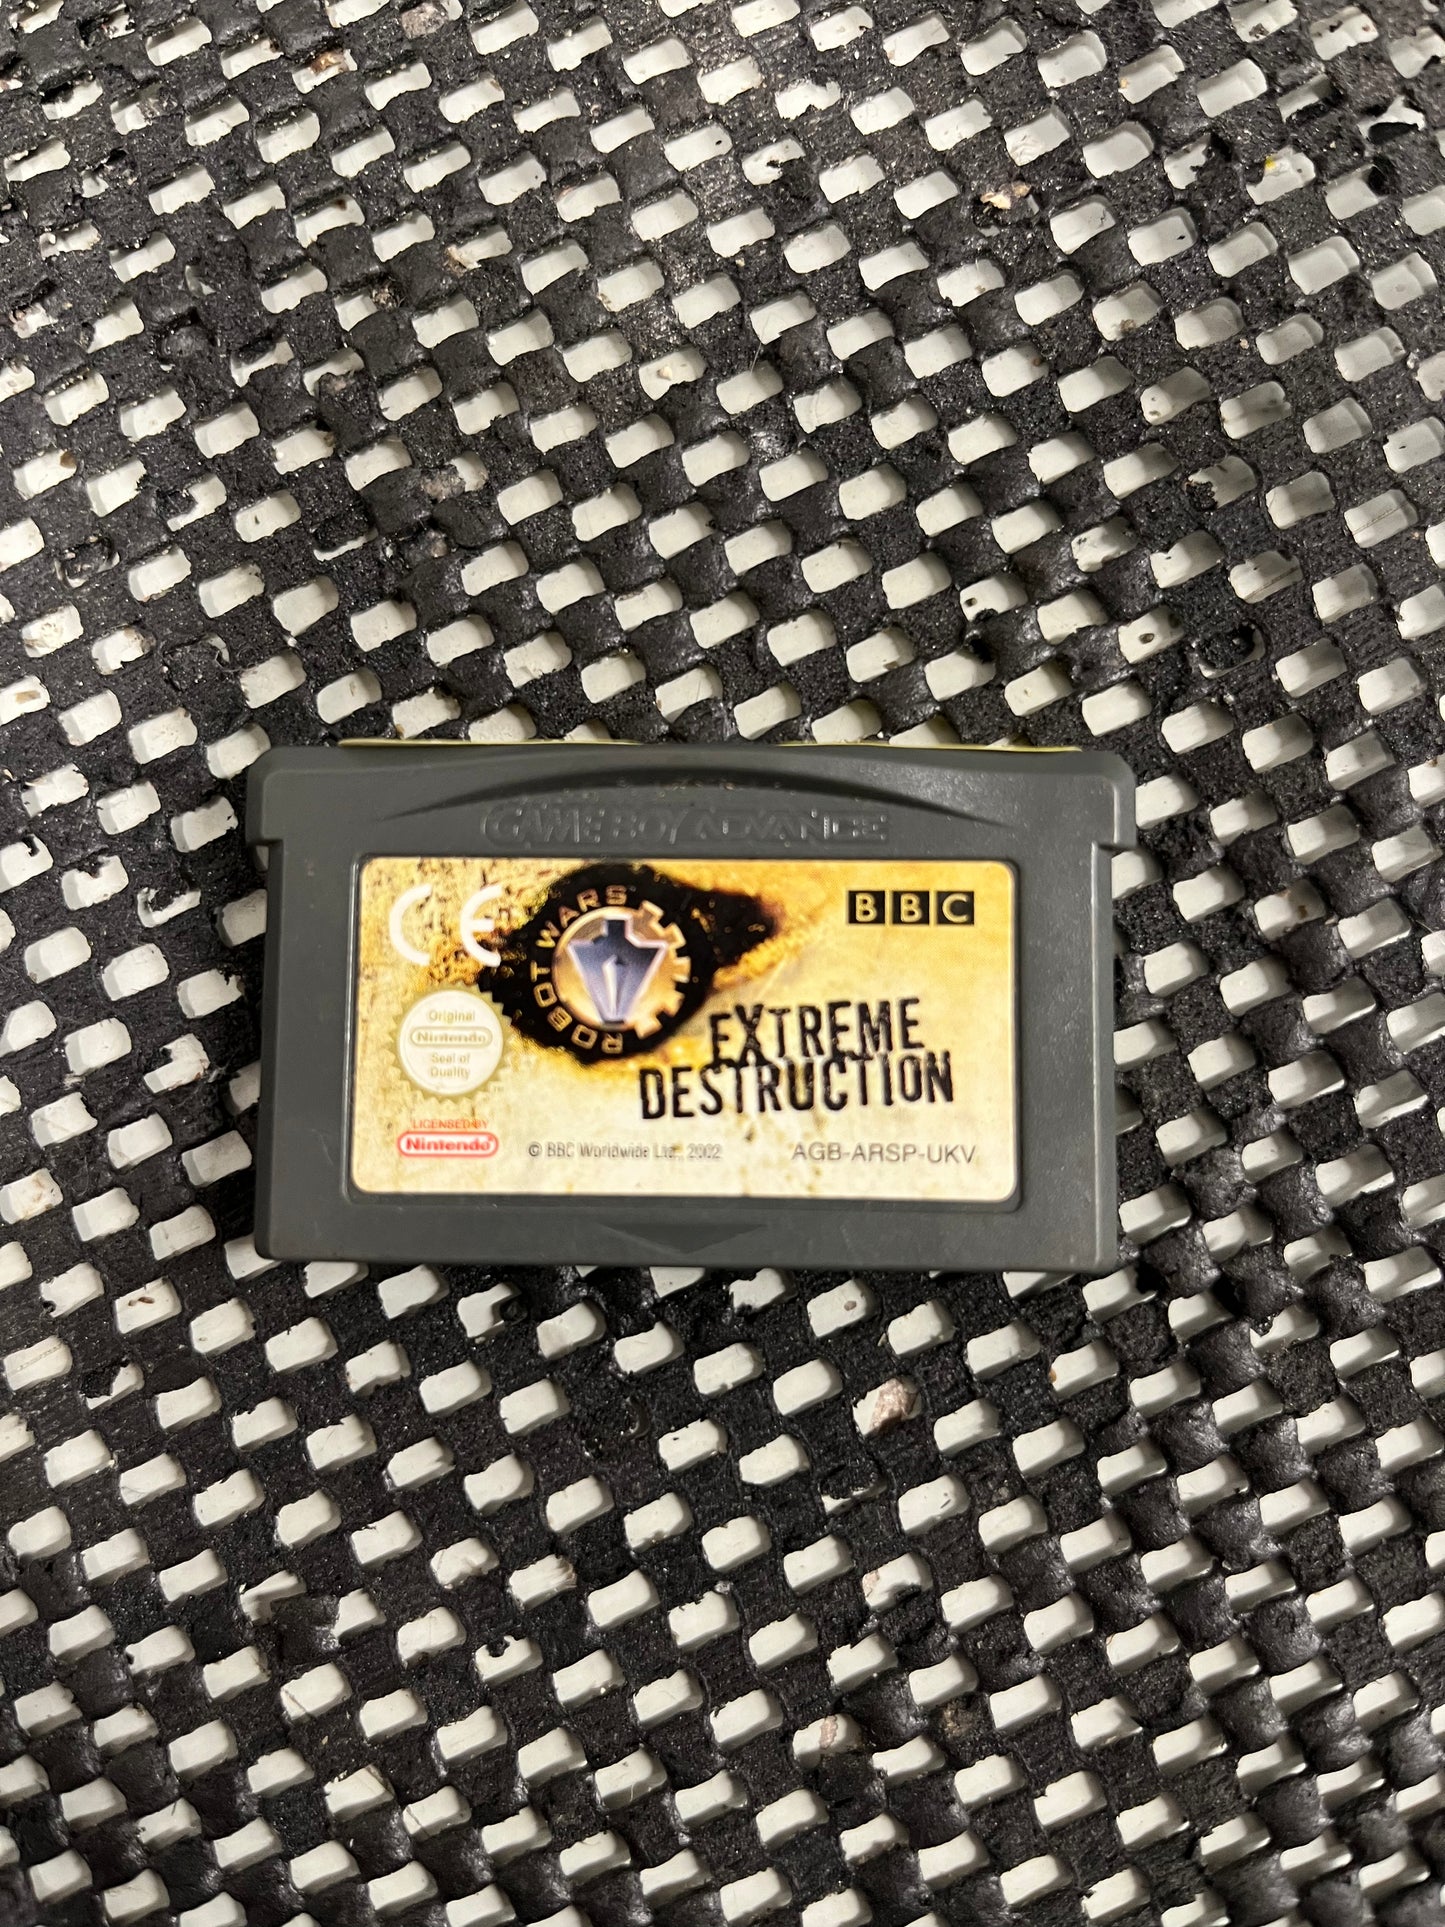 GAME BOY ADVANCE
CE
ROBOT WARS
BBC
EXTREME
DESTRUCTION
Original
Nintendo
Seal of
Quality
TM
LICENSED BY
Nintendo®
© BBC Worldwide Ltd., 2002
AGB-ARSP-UKV